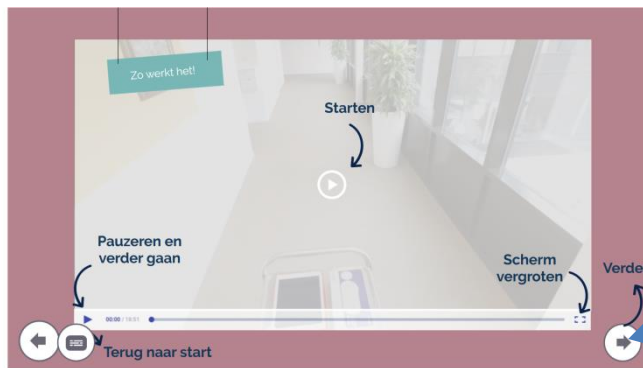 Zo werkt het!
Starten
Pauzeren en
verder gaan
Scherm
vergroten
Verde
00:00 / 18:51
Terug naar start